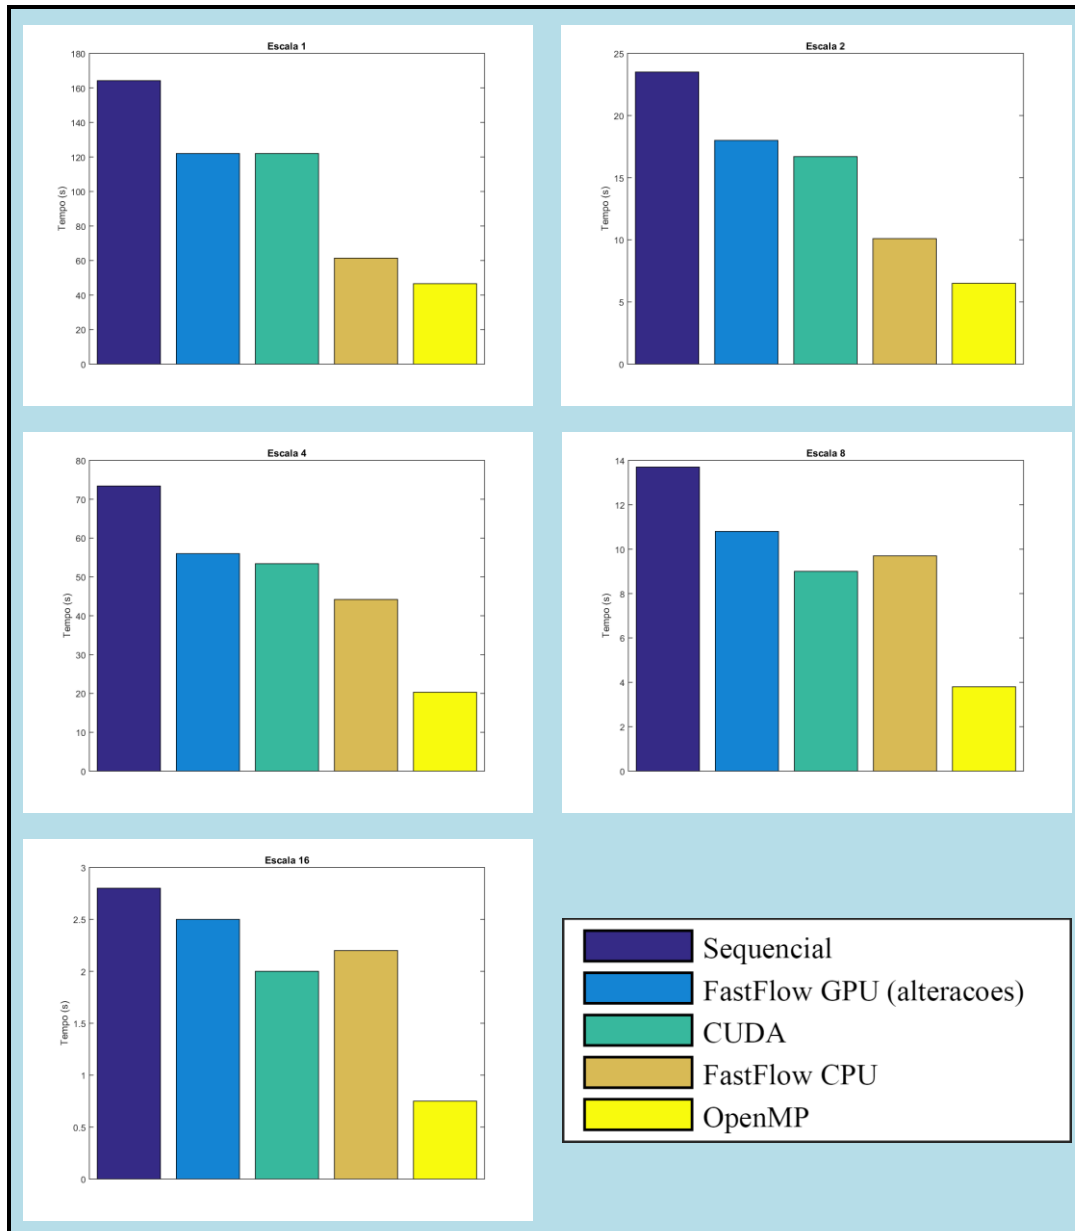 Escala 1
180
160
140
120
100
80
60
40
20
0
Tempo (s)
Escala 2
25
20
15
10
5
0
Tempo (s)
Escala 4
80
70
60
50
40
30
20
10
0
Tempo (s)
Escala 8
14
12
10
8
6
4
2
0
Tempo (s)
Escala 16
3
2.5
2
1.5
1
0.5
0
Tempo (s)
Sequencial
FastFlow GPU (alteracoes)
CUDA
FastFlow CPU
OpenMP